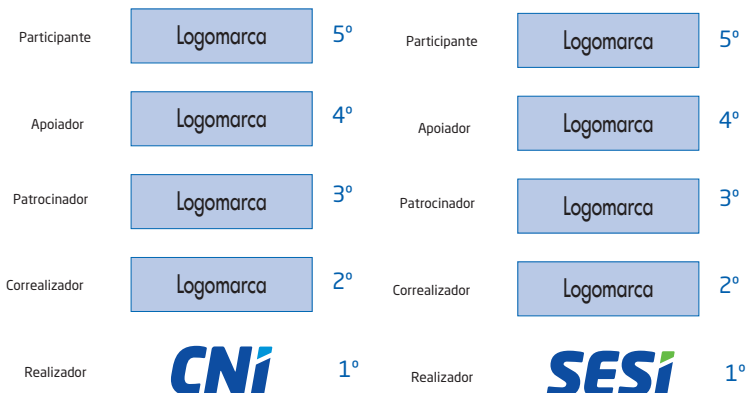 Participante Logomarca 5º
Apoiador Logomarca 4º
Patrocinador Logomarca 3º
Correalizador Logomarca 2º
Realizador CNI 1º
Participante Logomarca 5º
Apoiador Logomarca 4º
Patrocinador Logomarca 3º
Correalizador Logomarca 2º
Realizador SESI 1º